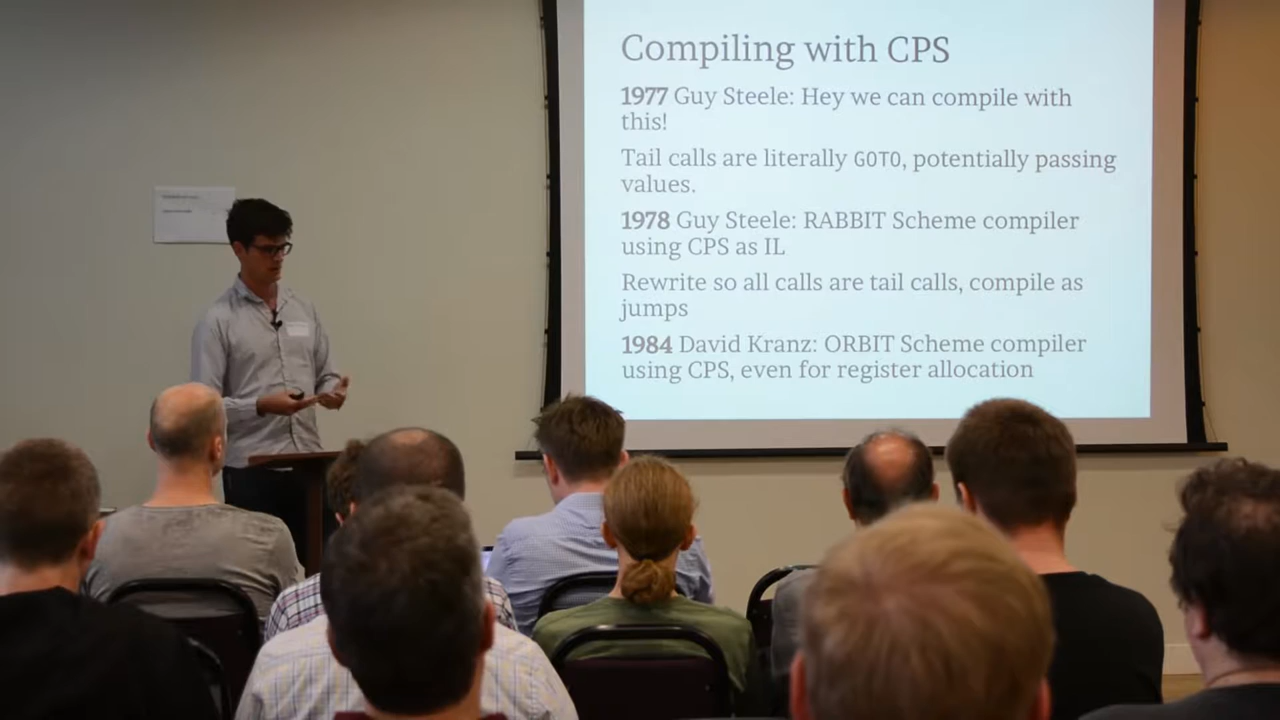 Compiling with CPS
1977 Guy Steele: Hey we can compile with
this!
Tail calls are literally GOTO, potentially passing
values.
1978 Guy Steele: RABBIT Scheme compiler
using CPS as IL
Rewrite so all calls are tail calls, compile as
jumps
1984 David Kranz: ORBIT Scheme compiler
using CPS, even for register allocation